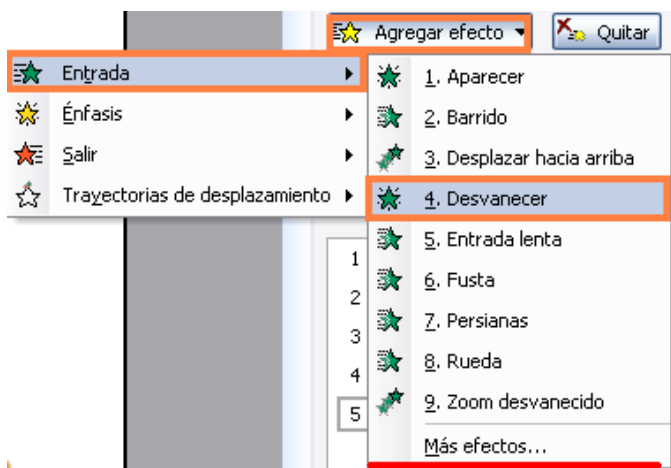 Agregar efecto
Quitar
Entrada
Énfasis
Salir
Trayectorias de desplazamiento
1. Aparecer
2. Barrido
3. Desplazar hacia arriba
4. Desvanecer
5. Entrada lenta
6. Fusta
7. Persianas
8. Rueda
9. Zoom desvanecido
Más efectos...
1
2
3
4
5